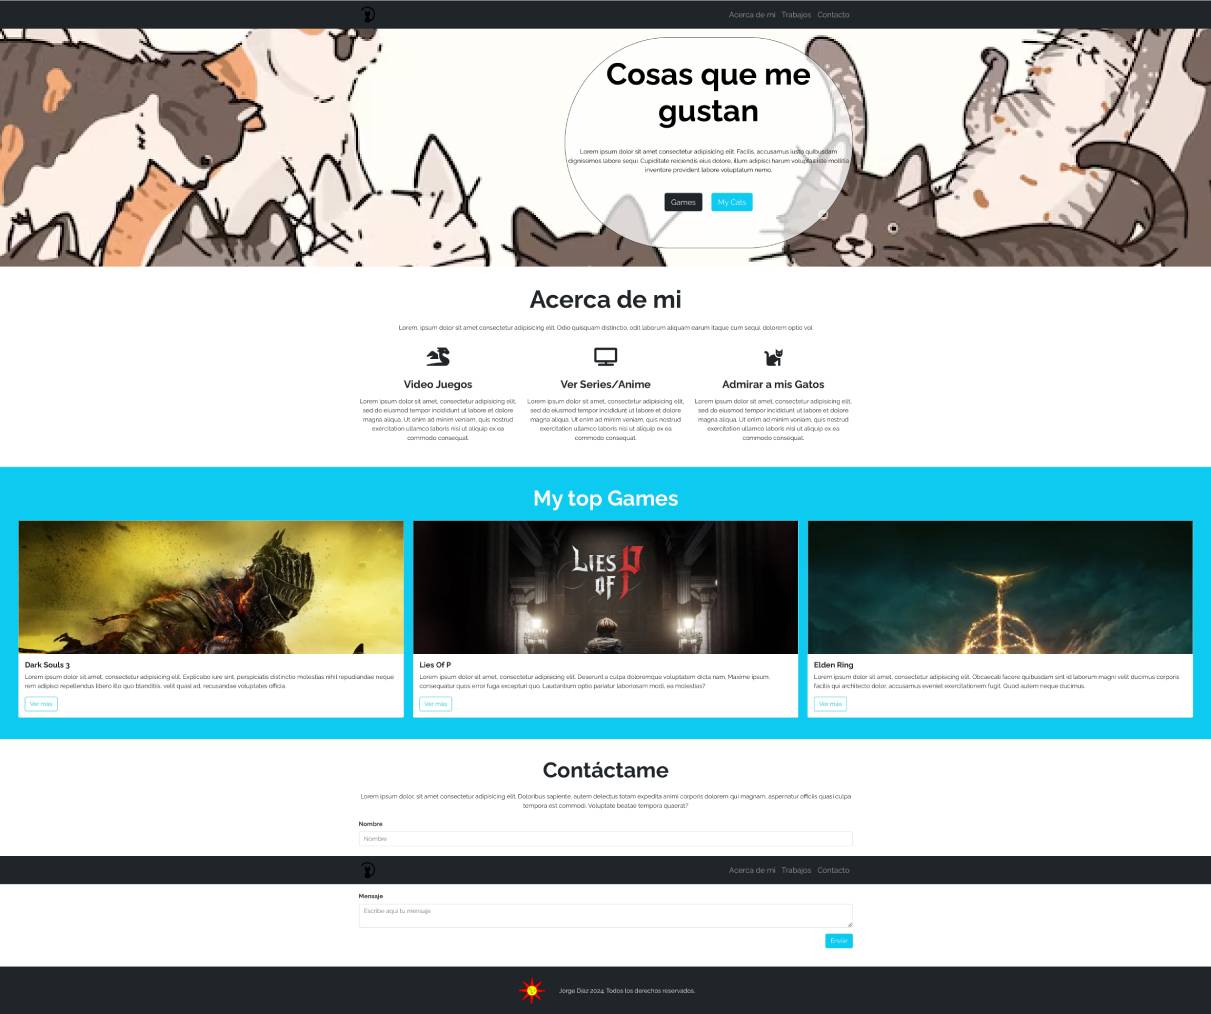 Acerca de mi Trabajos Contacto
Cosas que me
gustan
Lorem ipsum dolor sit amet consectetur adipisicing elit. Facilis, accusamus iusto quibusdam
dignissimos labore sequi. Cupiditate reiciendis eius dolore, illum adipisci harum voluptas iste mollitia
inventore provident labore voluptatum nemo.
Games My Cats
Acerca de mi
Lorem, ipsum dolor sit amet consectetur adipisicing elit. Odio quisquam distinctio, odit laborum aliquam earum itaque cum sequi, dolorem optio vol
Video Juegos
Lorem ipsum dolor sit amet, consectetur adipisicing elit,
sed do eiusmod tempor incididunt ut labore et dolore
magna aliqua. Ut enim ad minim veniam, quis nostrud
exercitation ullamco laboris nisi ut aliquip ex ea
commodo consequat.
Ver Series/Anime
Lorem ipsum dolor sit amet, consectetur adipisicing elit,
sed do eiusmod tempor incididunt ut labore et dolore
magna aliqua. Ut enim ad minim veniam, quis nostrud
exercitation ullamco laboris nisi ut aliquip ex ea
commodo consequat.
Admirar a mis Gatos
Lorem ipsum dolor sit amet, consectetur adipisicing elit,
sed do eiusmod tempor incididunt ut labore et dolore
magna aliqua. Ut enim ad minim veniam, quis nostrud
exercitation ullamco laboris nisi ut aliquip ex ea
commodo consequat.
My top Games
Dark Souls 3
Lorem ipsum dolor sit amet, consectetur adipisicing elit. Explicabo iure sint, perspiciatis distinctio molestias nihil repudiandae neque
rem adipisci repellendus libero illo quo blanditiis, velit quasi ad, recusandae voluptates officia.
Ver más
LIES
OF P
Lies Of P
Lorem ipsum dolor sit amet, consectetur adipisicing elit. Deserunt a culpa doloremque voluptatem dicta nam, Maxime ipsum,
consequatur quos error fuga excepturi quo. Laudantium optio pariatur laboriosam modi, ea molestias?
Ver más
Elden Ring
Lorem ipsum dolor sit amet, consectetur adipisicing elit. Obcaecati facere quibusdam sint id laborum magni velit ducimus corporis
facilis qui architecto dolor, accusamus eveniet exercitationem fugit. Quod autem neque ducimus.
Ver más
Contáctame
Lorem ipsum dolor, sit amet consectetur adipisicing elit. Doloribus sapiente, autem delectus totam expedita animi corporis dolorem qui magnam, aspernatur officiis quasi culpa
tempora est commodi. Voluptate beatae tempora quaerat?
Nombre
Nombre
Acerca de mi Trabajos Contacto
Mensaje
Escribe aqui tu mensaje
Enviar
Jorge Díaz 2024. Todos los derechos reservados.